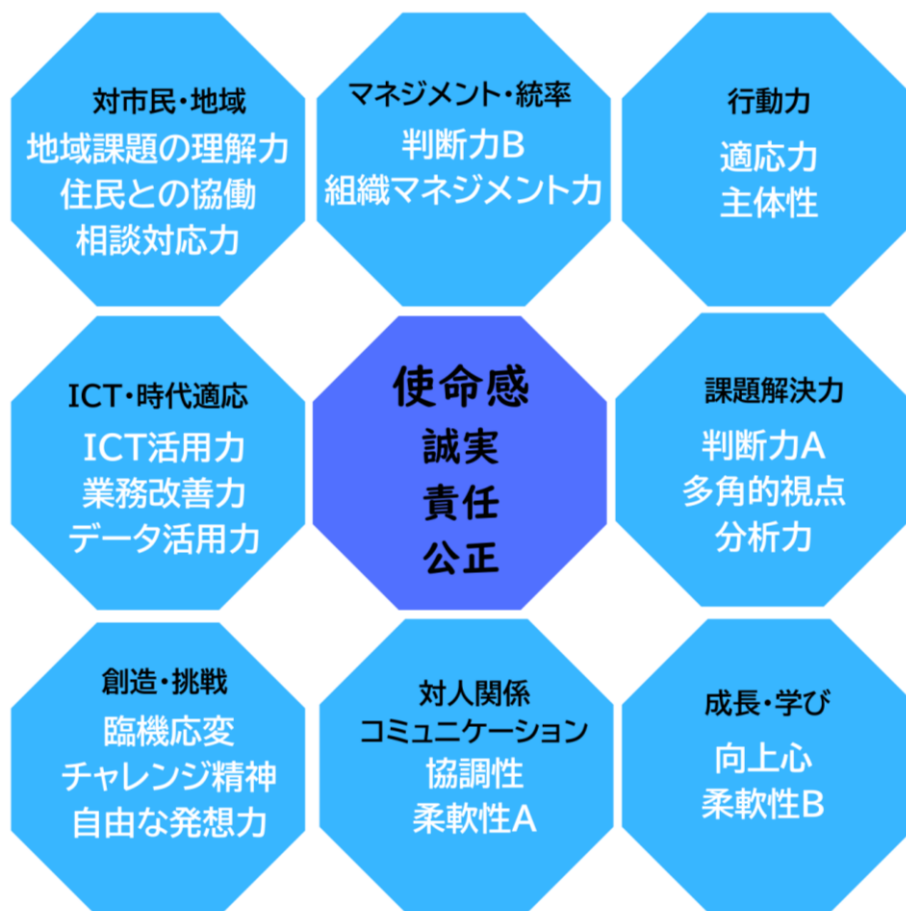 対市民・地域
地域課題の理解力
住民との協働
相談対応力
マネジメント・統率
判断力B
組織マネジメント力
行動力
適応力
主体性
ICT・時代適応
ICT活用力
業務改善力
データ活用力
使命感
誠実
責任
公正
課題解決力
判断力A
多角的視点
分析力
創造・挑戦
臨機応変
チャレンジ精神
自由な発想力
対人関係
コミュニケーション
協調性
柔軟性A
成長・学び
向上心
柔軟性B